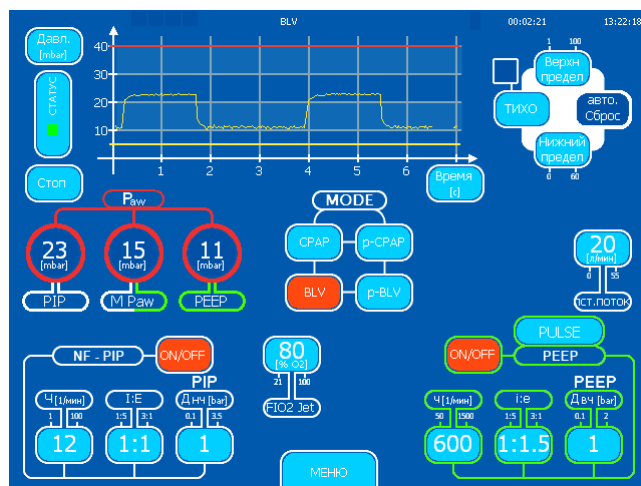 BLV
00:02:21
13:22:18
Давл.
[mbar]
СТАТУС
Стоп
40
30
20
10
0
1
2
3
4
5
6
7
Время
[c]
1 100
Верхн
предел
ТИХО
авто.
Сброс
Нижний
предел
0 60
Paw
23
[mbar]
15
[mbar]
11
[mbar]
PIP
M Paw
PEEP
MODE
CPAP
p-CPAP
BLV
p-BLV
20
[л/мин]
0 55
пст.поток
NF - PIP
ON/OFF
80
[% O2]
21 100
FIO2 Jet
PULSE
ON/OFF
PEEP
PIP
Ч[1/мин]
I:E
Д НЧ [bar]
1 100
1:5 3:1
0.1 3.5
12
1:1
1
PEEP
Ч[1/мин]
i:e
Д ВЧ [bar]
50 1500
1:5 3:1
0.1 2
600
1:1.5
1
МЕНЮ